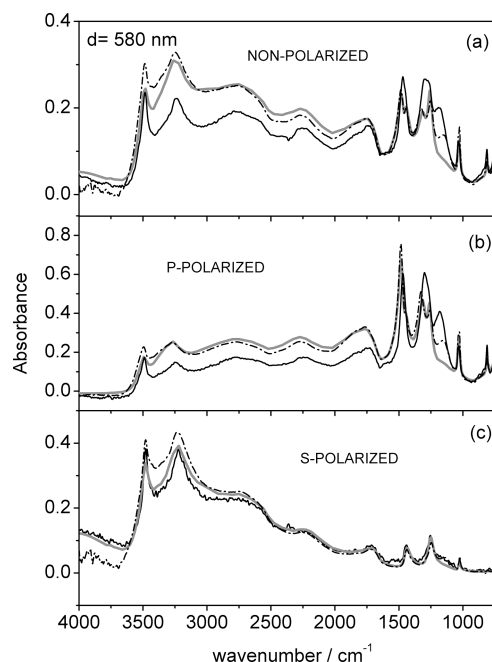 d= 580 nm
NON-POLARIZED
(a)
0.4
0.2
0.0
P-POLARIZED
(b)
0.8
0.6
0.4
0.2
0.0
Absorbance
S-POLARIZED
(c)
0.4
0.2
0.0
4000 3500 3000 2500 2000 1500 1000
wavenumber / cm-1